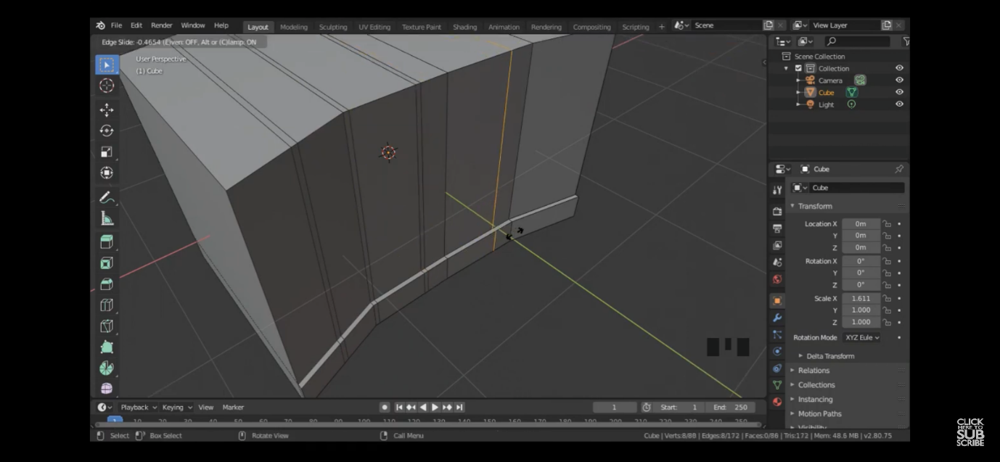 File Edit Render Window Help Layout Modeling Sculpting UV Editing Texture Paint Shading Animation Rendering Compositing Scripting + Scene View Layer
Edge Slide: -0.4654 (E)ven: OFF, Alt or (C)lamp: ON
User Perspective
(1) Cube
Scene Collection
Collection
Camera
Cube
Light
Cube
Cube
Transform
Location X 0m
Y 0m
Z 0m
Rotation X 0°
Y 0°
Z 0°
Scale X 1.611
Y 1.000
Z 1.000
Rotation Mode XYZ Eule
Delta Transform
Relations
Collections
Instancing
Motion Paths
Visibility
Playback Keying View Marker 1 Start: 1 End: 250
1 10 20 30 40 50 60 70 80 90 100 110 120 130 140 150 160 170 180 190 200 210 220 230 240 250
Select Box Select Rotate View Call Menu Cube | Verts:8/88 | Edges:8/172 | Faces:0/86 | Tris:172 | Mem: 48.6 MB | v2.80.75
CLICK
HERE TO
SUB
SCRIBE